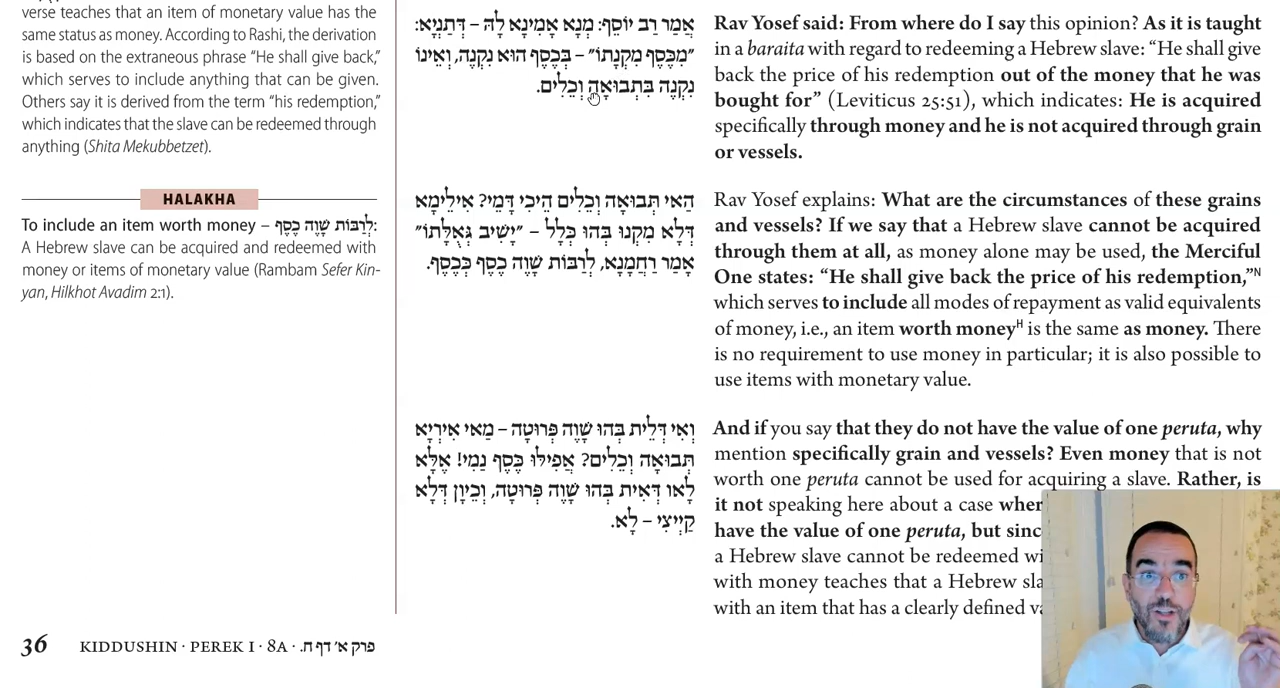 verse teaches that an item of monetary value has the
same status as money. According to Rashi, the derivation
is based on the extraneous phrase “He shall give back,”
which serves to include anything that can be given.
Others say it is derived from the term “his redemption,”
which indicates that the slave can be redeemed through
anything (Shita Mekubbetzet).
HALAKHA
To include an item worth money – לְרַבּוֹת שָׁוֶה כֶּסֶף:
A Hebrew slave can be acquired and redeemed with
money or items of monetary value (Rambam Sefer Kin-
yan, Hilkhot Avadim 2:1).
אֲמַר רַב יוֹסֵף: מְנָא אָמֵינָא לַהּ – דְּתַנְיָא:
״מִכֶּסֶף מִקְנָתוֹ״ – בְּכֶסֶף הוּא נִקְנֶה, וְאֵינוֹ
נִקְנֶה בִּתְבוּאָה וְכֵלִים.
הַאי תְּבוּאָה וְכֵלִים הֵיכִי דָּמֵי? אִילֵּימָא
דְּלָא מִקְנוּ בְּהוּ כְּלָל – ״יָשִׁיב גְּאֻלָּתוֹ״
אָמַר רַחֲמָנָא, לְרַבּוֹת שָׁוֶה כֶּסֶף כְּכֶסֶף.
וְאִי דְּלֵית בְּהוּ שָׁוֶה פְּרוּטָה – מַאי אִירְיָא
תְּבוּאָה וְכֵלִים? אֲפִילּוּ כֶּסֶף נַמִי! אֶלָּא
לָאו דְּאִית בְּהוּ שָׁוֶה פְּרוּטָה, וְכֵיוָן דְּלָא
קַיְיצִי – לָא.
Rav Yosef said: From where do I say this opinion? As it is taught
in a baraita with regard to redeeming a Hebrew slave: “He shall give
back the price of his redemption out of the money that he was
bought for” (Leviticus 25:51), which indicates: He is acquired
specifically through money and he is not acquired through grain
or vessels.
Rav Yosef explains: What are the circumstances of these grains
and vessels? If we say that a Hebrew slave cannot be acquired
through them at all, as money alone may be used, the Merciful
One states: “He shall give back the price of his redemption,”N
which serves to include all modes of repayment as valid equivalents
of money, i.e., an item worth moneyH is the same as money. There
is no requirement to use money in particular; it is also possible to
use items with monetary value.
And if you say that they do not have the value of one peruta, why
mention specifically grain and vessels? Even money that is not
worth one peruta cannot be used for acquiring a slave. Rather, is
it not speaking here about a case wher
have the value of one peruta, but sinc
a Hebrew slave cannot be redeemed wi
with money teaches that a Hebrew sla
with an item that has a clearly defined va
36 KIDDUSHIN · PEREK I · 8A · פרק א׳ דף ח.